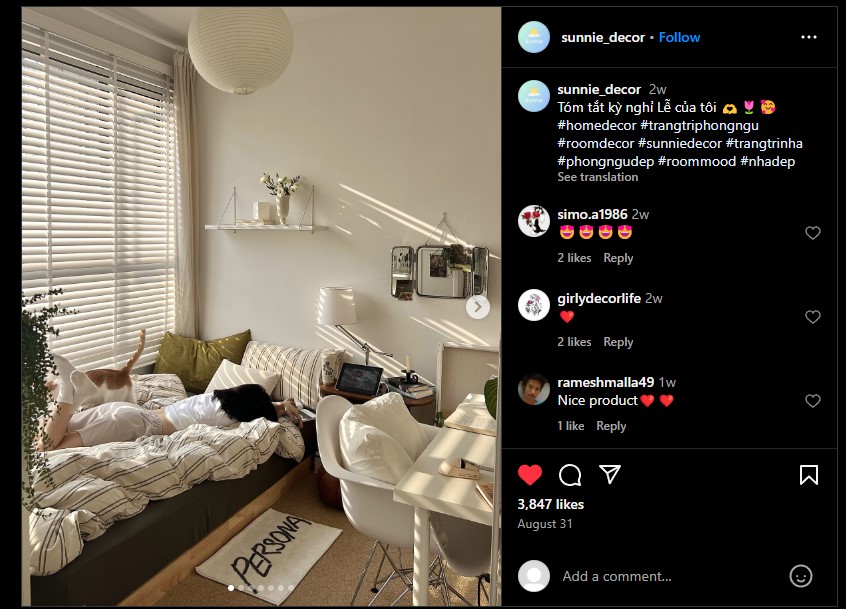 PERSONA
sunnie_decor • Follow
sunnie_decor 2w
Tóm tắt kỳ nghỉ Lễ của tôi 🫶🌷🥰
#homedecor #trangtriphongngu
#roomdecor #sunniedecor #trangtrinha
#phongngudep #roommood #nhadep
See translation
simo.a1986 2w
😍😍😍😍
2 likes Reply
girlydecorlife 2w
❤️
2 likes Reply
rameshmalla49 1w
Nice product❤️❤️
1 like Reply
3,847 likes
August 31
Add a comment...